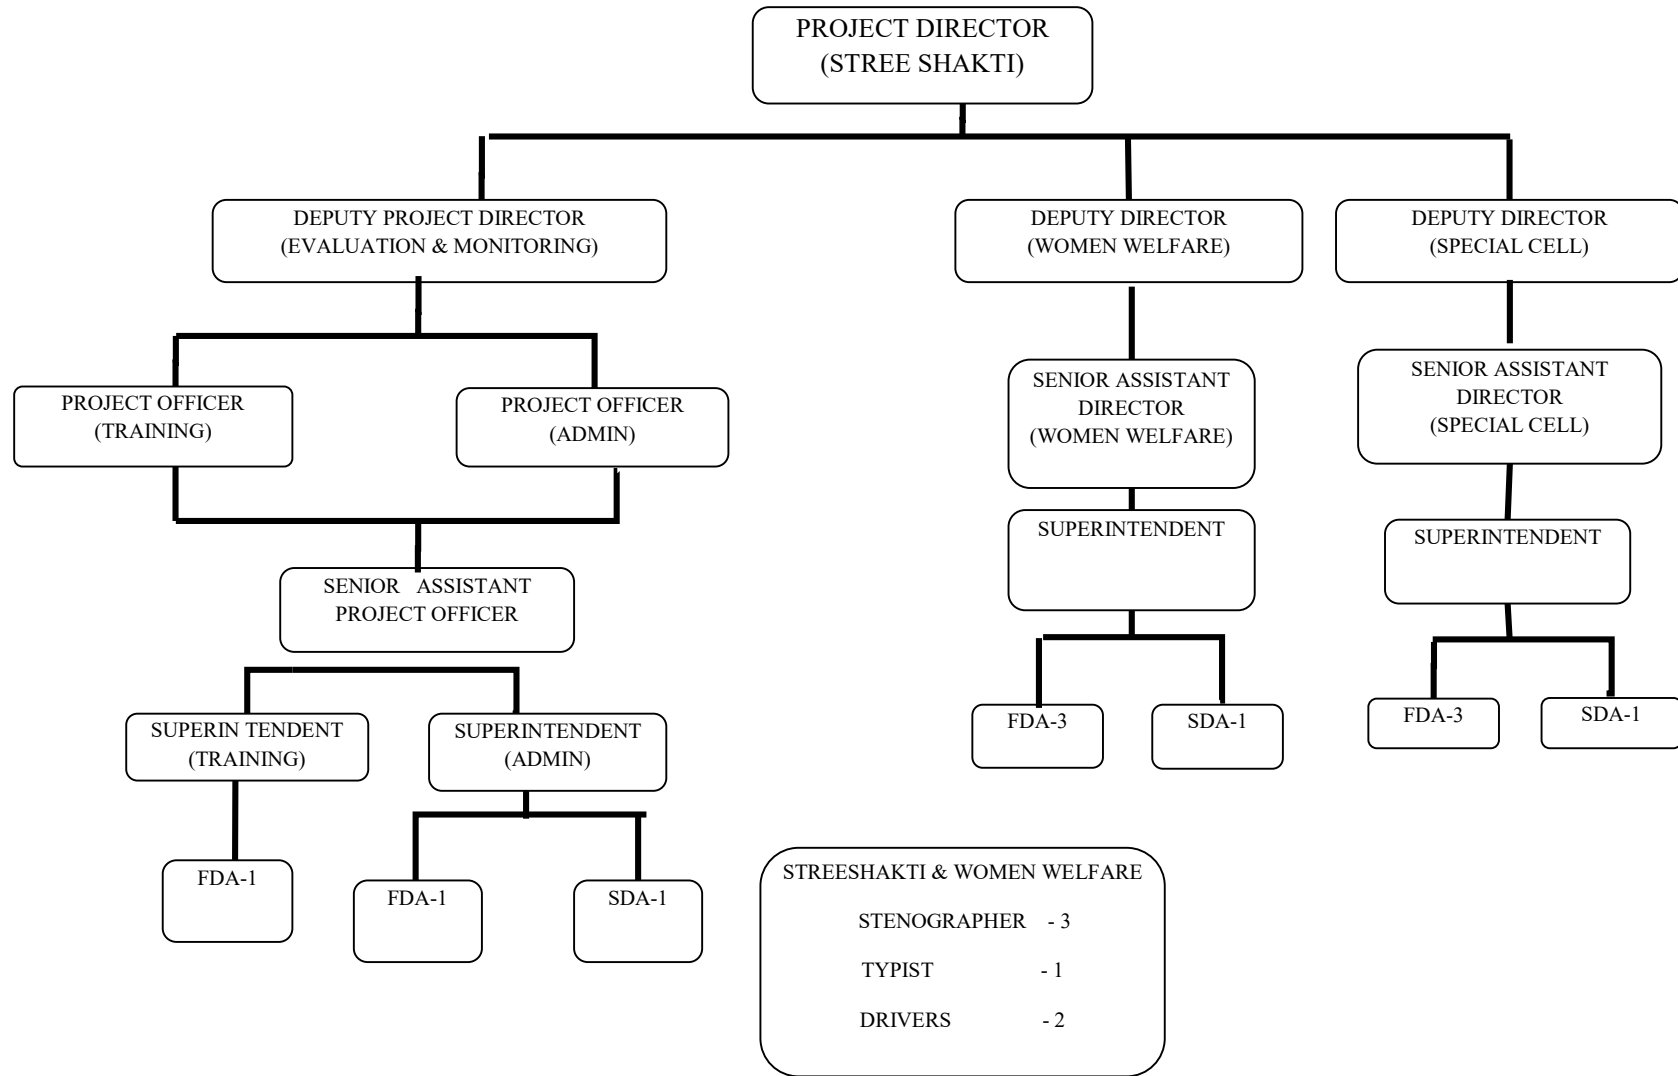 PROJECT DIRECTOR
(STREE SHAKTI)
DEPUTY PROJECT DIRECTOR
(EVALUATION & MONITORING)
DEPUTY DIRECTOR
(WOMEN WELFARE)
DEPUTY DIRECTOR
(SPECIAL CELL)
PROJECT OFFICER
(TRAINING)
PROJECT OFFICER
(ADMIN)
SENIOR ASSISTANT
DIRECTOR
(WOMEN WELFARE)
SENIOR ASSISTANT
DIRECTOR
(SPECIAL CELL)
SUPERINTENDENT
SUPERINTENDENT
SENIOR ASSISTANT
PROJECT OFFICER
SUPERIN TENDENT
(TRAINING)
SUPERINTENDENT
(ADMIN)
FDA-3
SDA-1
FDA-3
SDA-1
FDA-1
FDA-1
SDA-1
STREESHAKTI & WOMEN WELFARE
STENOGRAPHER - 3
TYPIST - 1
DRIVERS - 2